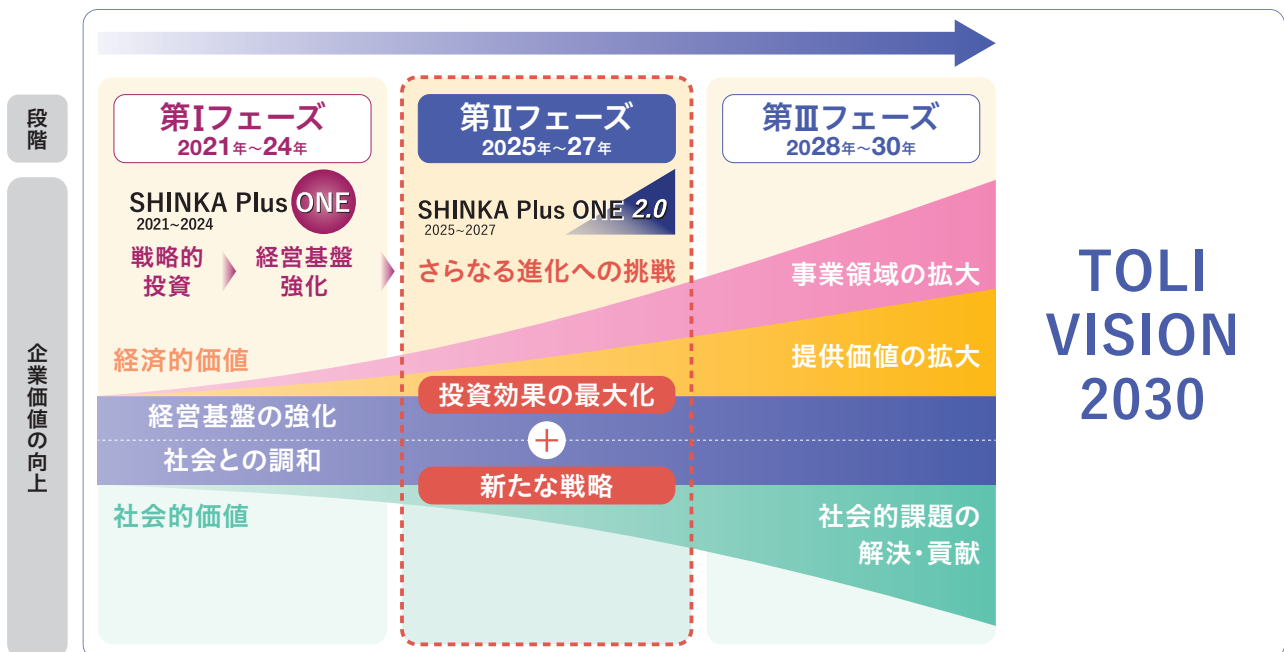 段階
第Ⅰフェーズ
2021年~24年
第Ⅱフェーズ
2025年~27年
第Ⅲフェーズ
2028年~30年
企業価値の向上
SHINKA Plus ONE
2021~2024
戦略的
投資
経営基盤
強化
SHINKA Plus ONE 2.0
2025~2027
さらなる進化への挑戦
事業領域の拡大
経済的価値
提供価値の拡大
投資効果の最大化
経営基盤の強化
+
社会との調和
新たな戦略
社会的価値
社会的課題の
解決・貢献
TOLI
VISION
2030